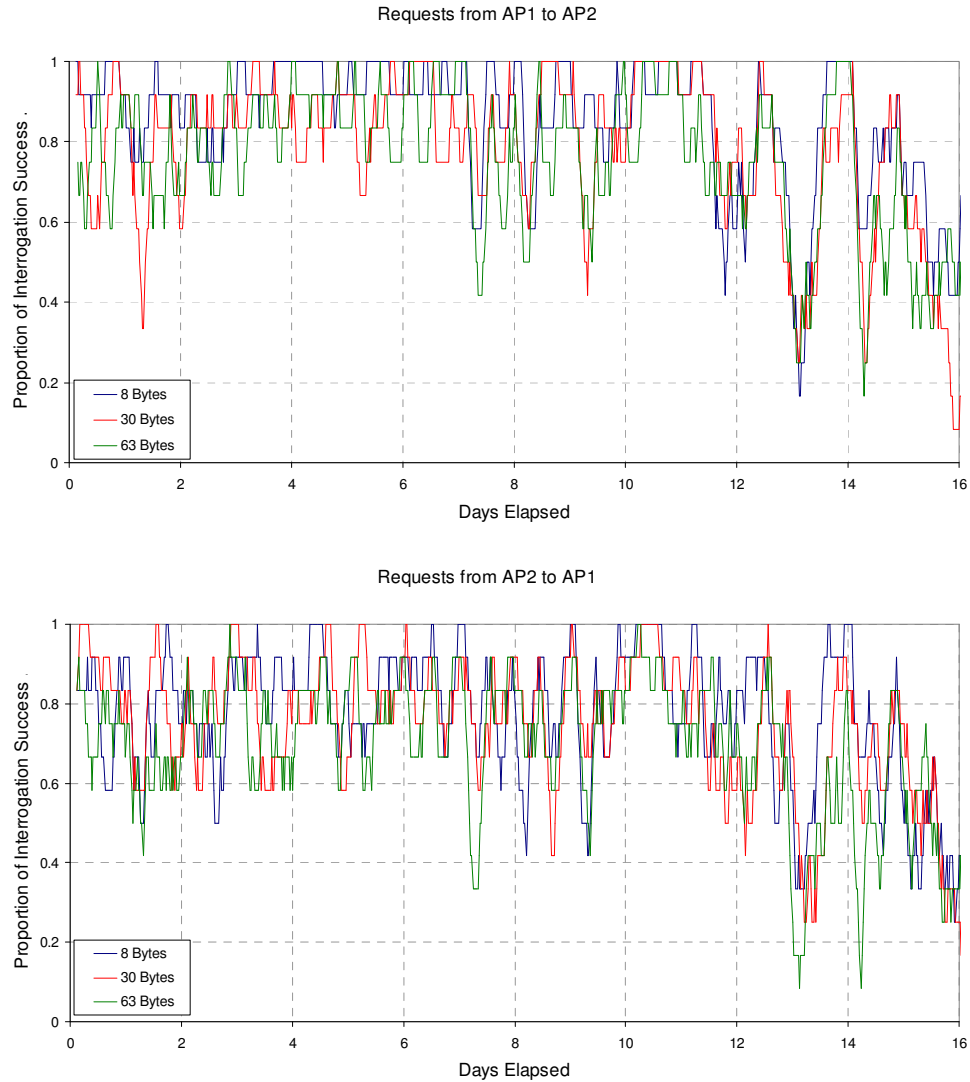 Requests from AP1 to AP2
Proportion of Interrogation Success .
1
0.8
0.6
0.4
0.2
0
8 Bytes
30 Bytes
63 Bytes
0 2 4 6 8 10 12 14 16
Days Elapsed
Requests from AP2 to AP1
Proportion of Interrogation Success .
1
0.8
0.6
0.4
0.2
0
8 Bytes
30 Bytes
63 Bytes
0 2 4 6 8 10 12 14 16
Days Elapsed